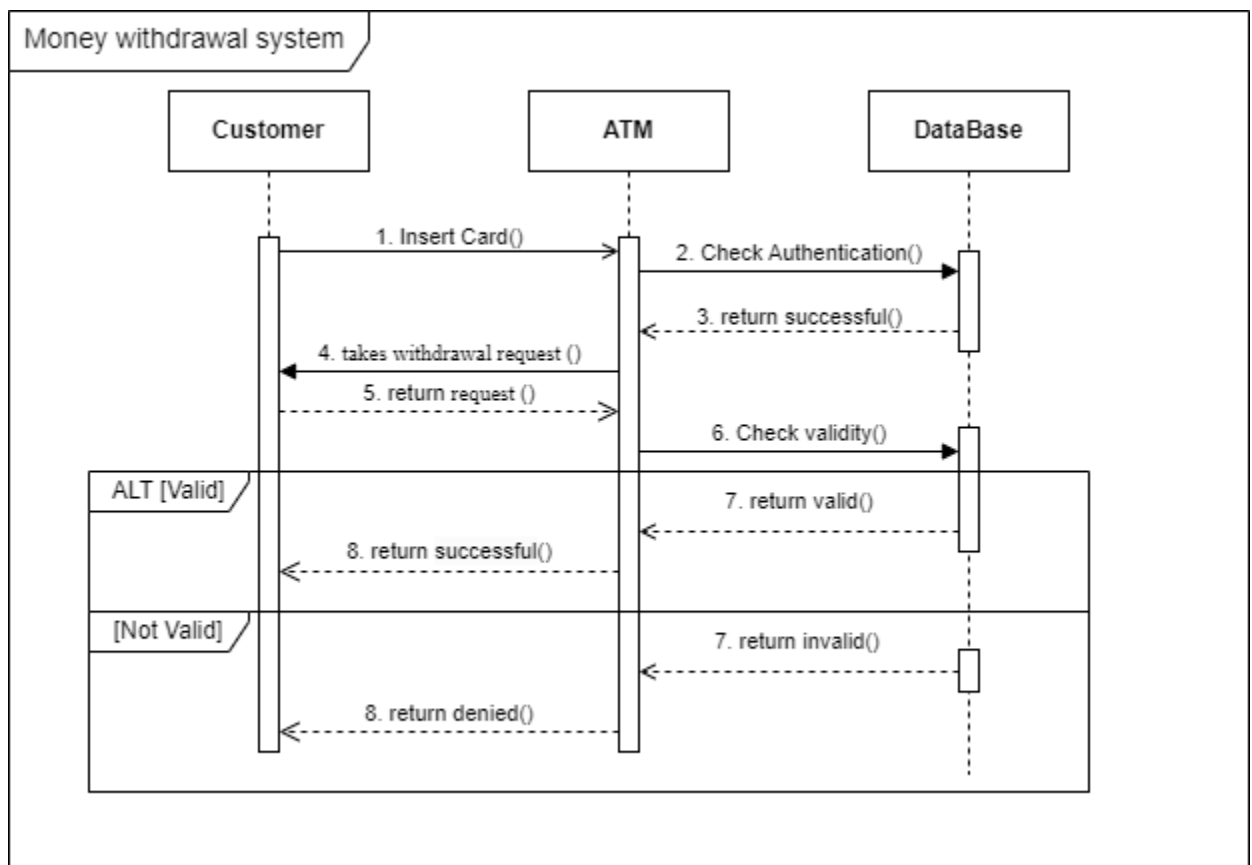 Money withdrawal system
Customer
ATM
DataBase
1. Insert Card()
2. Check Authentication()
3. return successful()
4. takes withdrawal request ()
5. return request ()
6. Check validity()
ALT [Valid]
7. return valid()
8. return successful()
[Not Valid]
7. return invalid()
8. return denied()